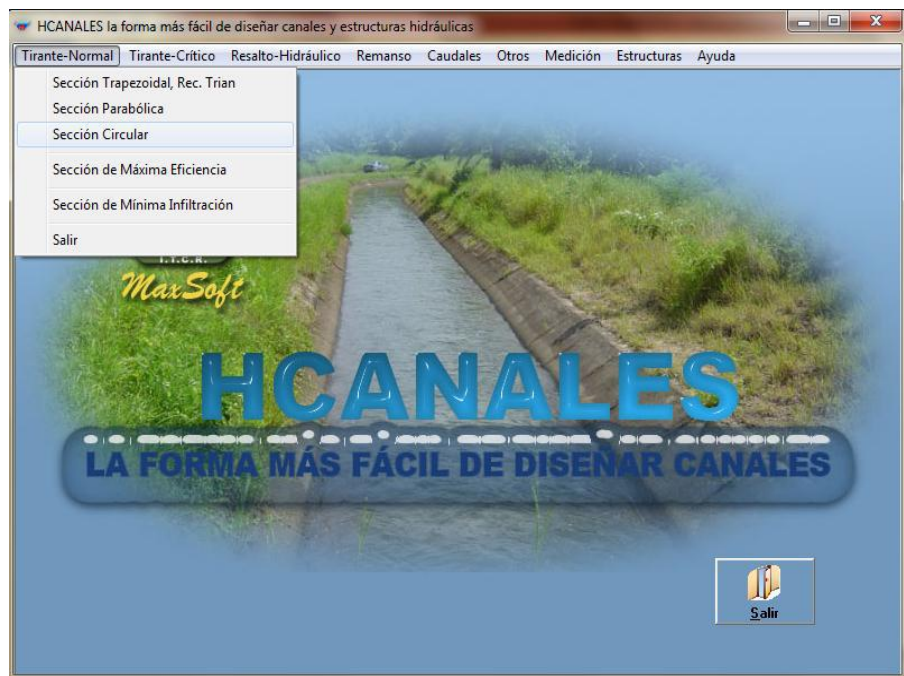 HCANALES la forma más fácil de diseñar canales y estructuras hidráulicas
Tirante-Normal Tirante-Crítico Resalto-Hidráulico Remanso Caudales Otros Medición Estructuras Ayuda
Sección Trapezoidal, Rec. Trian
Sección Parabólica
Sección Circular
Sección de Máxima Eficiencia
Sección de Mínima Infiltración
Salir
I.T.C.R.
MaxSoft
HCANALES
LA FORMA MÁS FÁCIL DE DISEÑAR CANALES
Salir